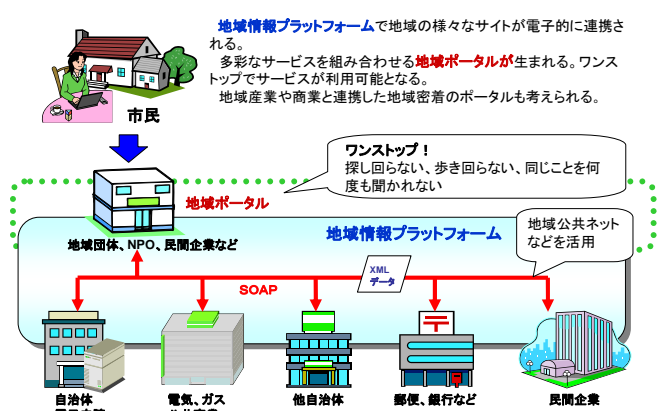 地域情報プラットフォームで地域の様々なサイトが電子的に連携さ
れる。
多彩なサービスを組み合わせる地域ポータルが生まれる。ワンス
トップでサービスが利用可能となる。
地域産業や商業と連携した地域密着のポータルも考えられる。
市民
ワンストップ！
探し回らない、歩き回らない、同じことを何
度も聞かれない
地域ポータル
地域団体、NPO、民間企業など
地域情報プラットフォーム
地域公共ネット
などを活用
XML
データ
SOAP
自治体
電気、ガス
他自治体
郵便、銀行など
民間企業